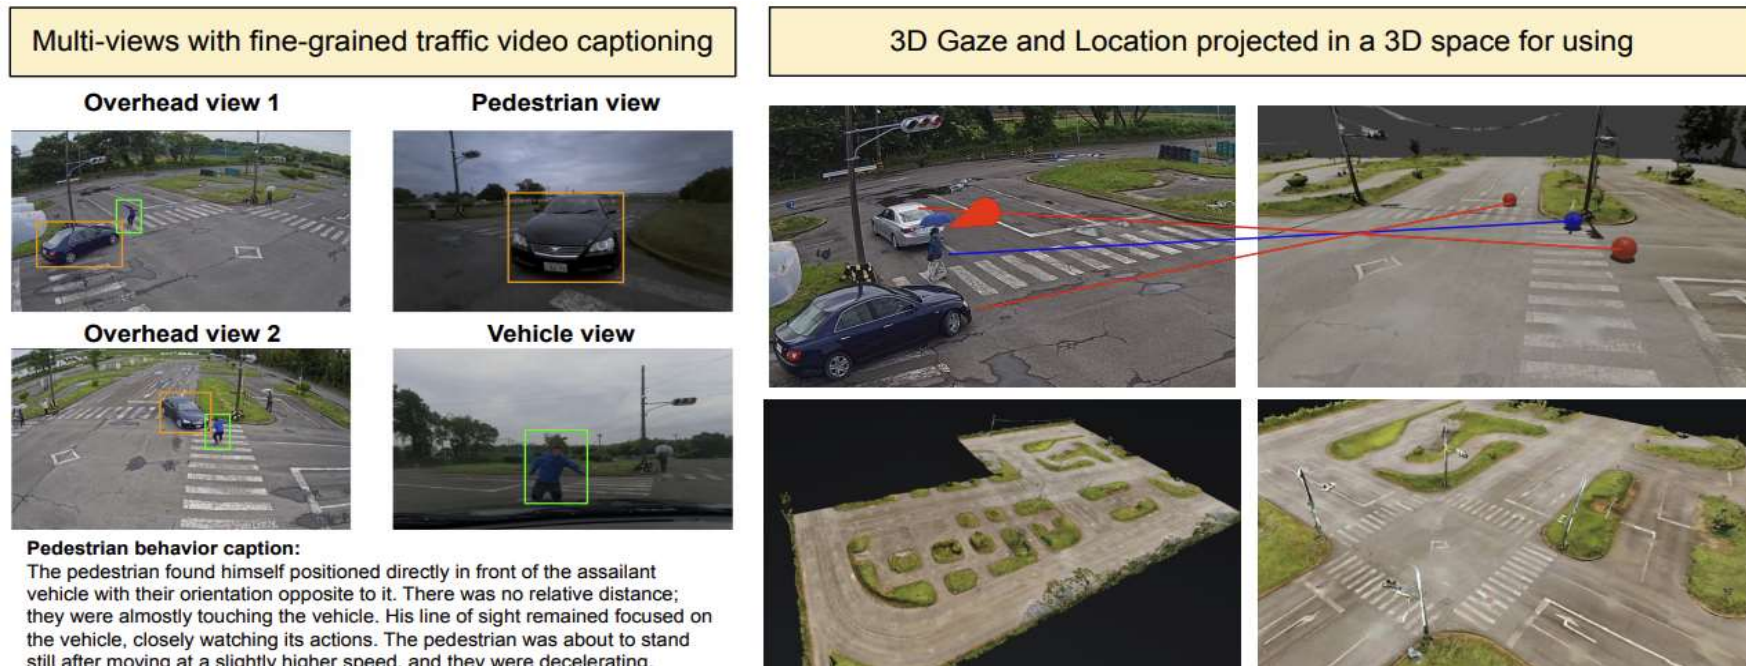 Multi-views with fine-grained traffic video captioning
3D Gaze and Location projected in a 3D space for using
Overhead view 1
Pedestrian view
Overhead view 2
Vehicle view
Pedestrian behavior caption:
The pedestrian found himself positioned directly in front of the assailant
vehicle with their orientation opposite to it. There was no relative distance;
they were almostly touching the vehicle. His line of sight remained focused on
the vehicle, closely watching its actions. The pedestrian was about to stand
still after moving at a slightly higher speed, and they were decelerating.